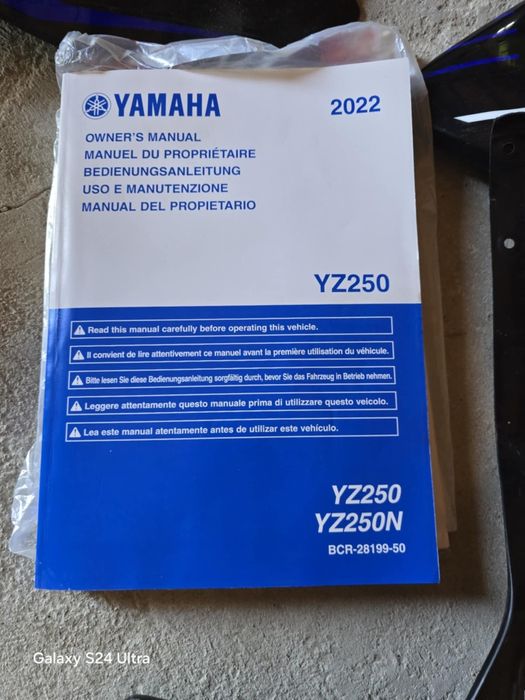 YAMAHA 2022
OWNER'S MANUAL
MANUEL DU PROPRIÉTAIRE
BEDIENUNGSANLEITUNG
USO E MANUTENZIONE
MANUAL DEL PROPIETARIO
YZ250
Read this manual carefully before operating this vehicle.
Il convient de lire attentivement ce manuel avant la première utilisation du véhicule.
Bitte lesen Sie diese Bedienungsanleitung sorgfältig durch, bevor Sie das Fahrzeug in Betrieb nehmen.
Leggere attentamente questo manuale prima di utilizzare questo veicolo.
Lea este manual atentamente antes de utilizar este vehículo.
YZ250
YZ250N
BCR-28199-50
Galaxy S24 Ultra